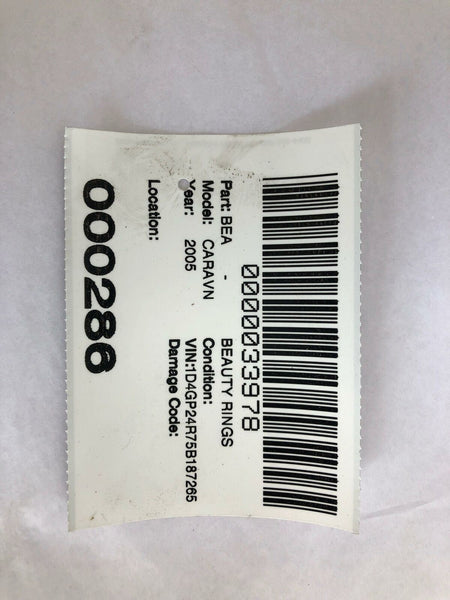 0000033978
Part: BEA - BEAUTY RINGS
Model: CARAVN Condition:
Year: 2005 VIN:1D4GP24R75B187265
Damage Code:
Location:
000286